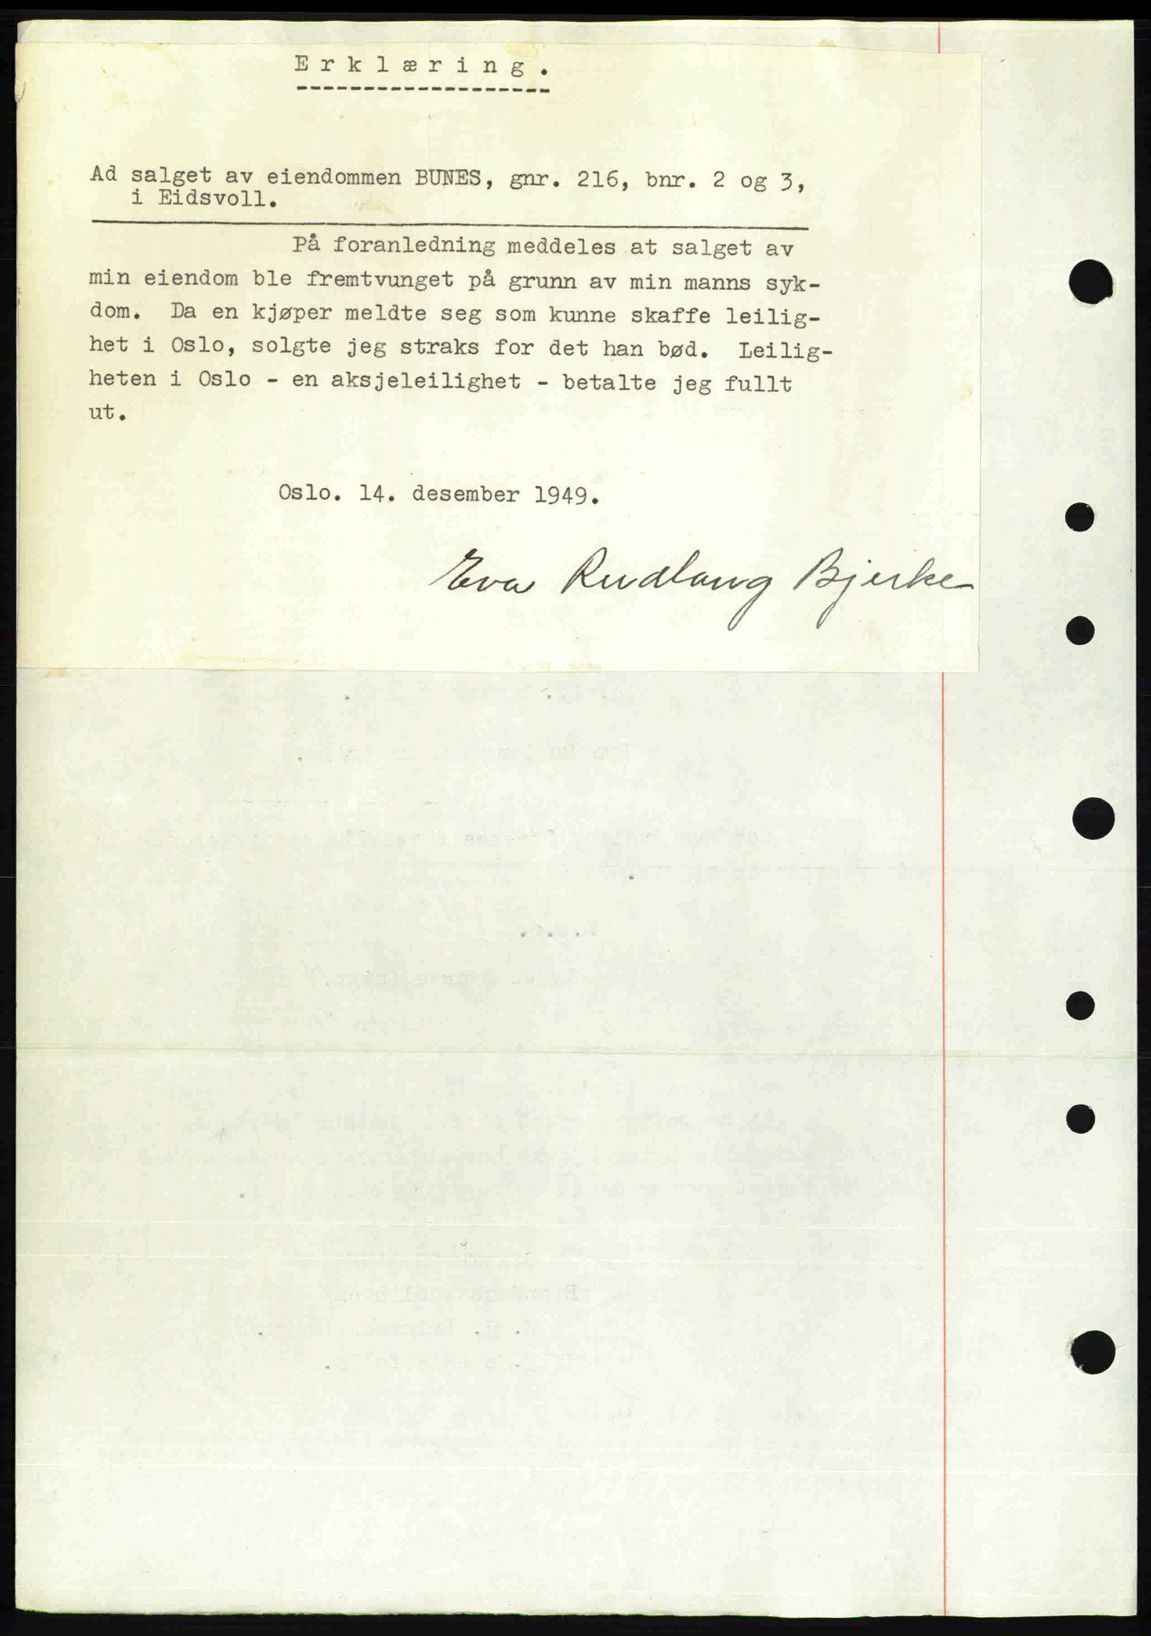 Erklæring.
Ad salget av eiendommen BUNES, gnr. 216, bnr. 2 og 3,
i Eidsvoll.
På foranledning meddeles at salget av
min eiendom ble fremtvunget på grunn av min manns syk-
dom. Da en kjøper meldte seg som kunne skaffe leilig-
het i Oslo, solgte jeg straks for det han bød. Leilig-
heten i Oslo - en aksjeleilighet - betalte jeg fullt
ut.
Oslo. 14. desember 1949.
Eva Rudlaug Bjerke